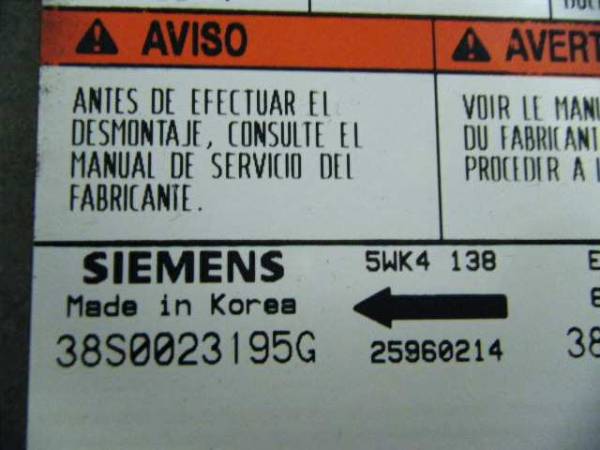 AVISO
ANTES DE EFECTUAR EL
DESMONTAJE, CONSULTE EL
MANUAL DE SERVICIO DEL
FABRICANTE.
AVERT
VOIR LE MANU
DU FABRICANT
PROCEDER A L
SIEMENS
Made in Korea
38S0023195G
5WK4 138
25960214
38